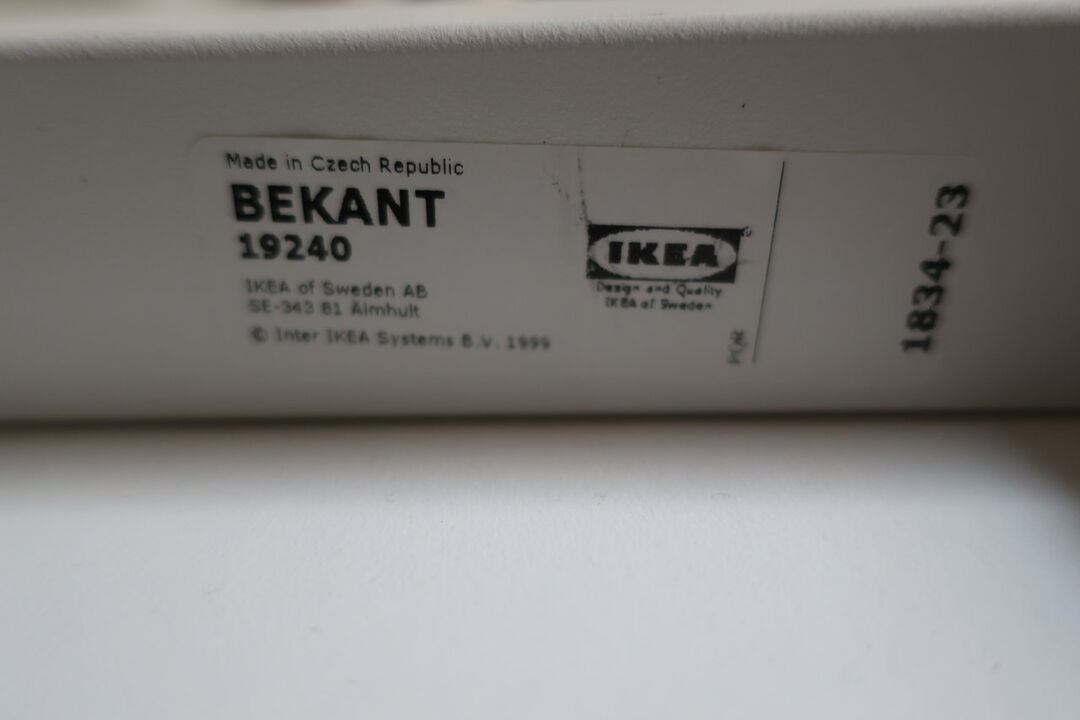 Made in Czech Republic
BEKANT
19240
IKEA of Sweden AB
SE-343 81 Älmhult
© Inter IKEA Systems B.V. 1999
IKEA®
Design and Quality
IKEA of Sweden
PQR
1834-23